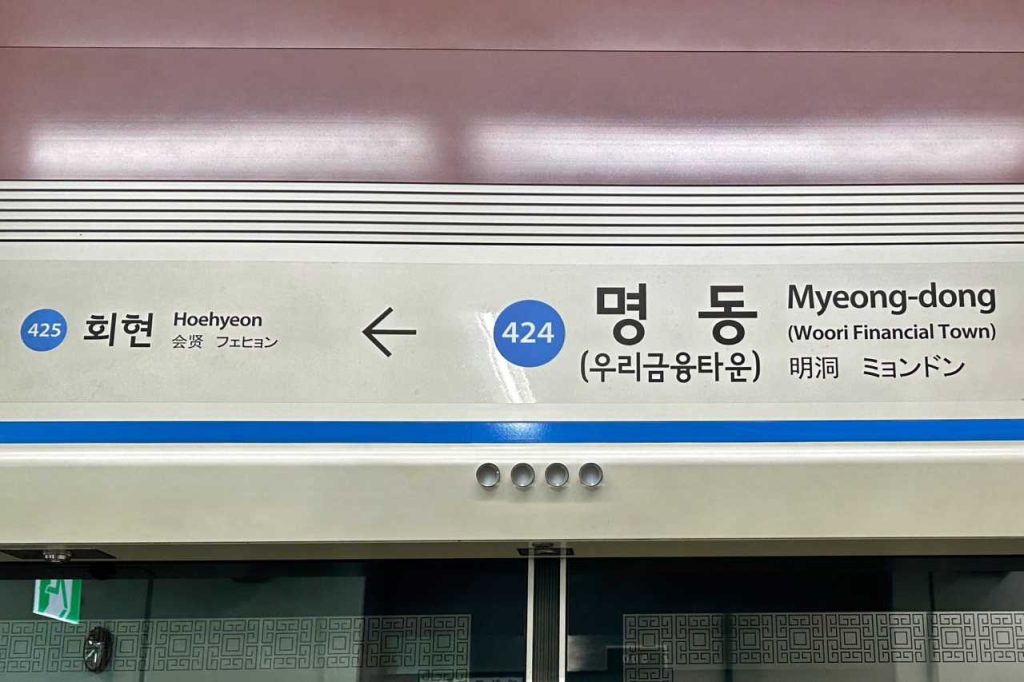 425 회현 Hoehyeon
会贤 フェヒョン
←
424 명동 Myeong-dong
(우리금융타운) (Woori Financial Town)
明洞 ミョンドン